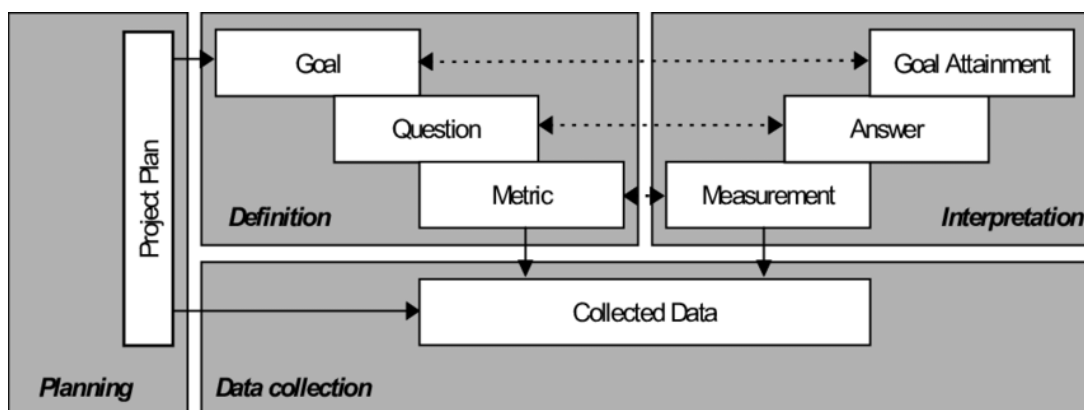 Project Plan
Planning
Goal
Question
Metric
Definition
Goal Attainment
Answer
Measurement
Interpretation
Collected Data
Data collection